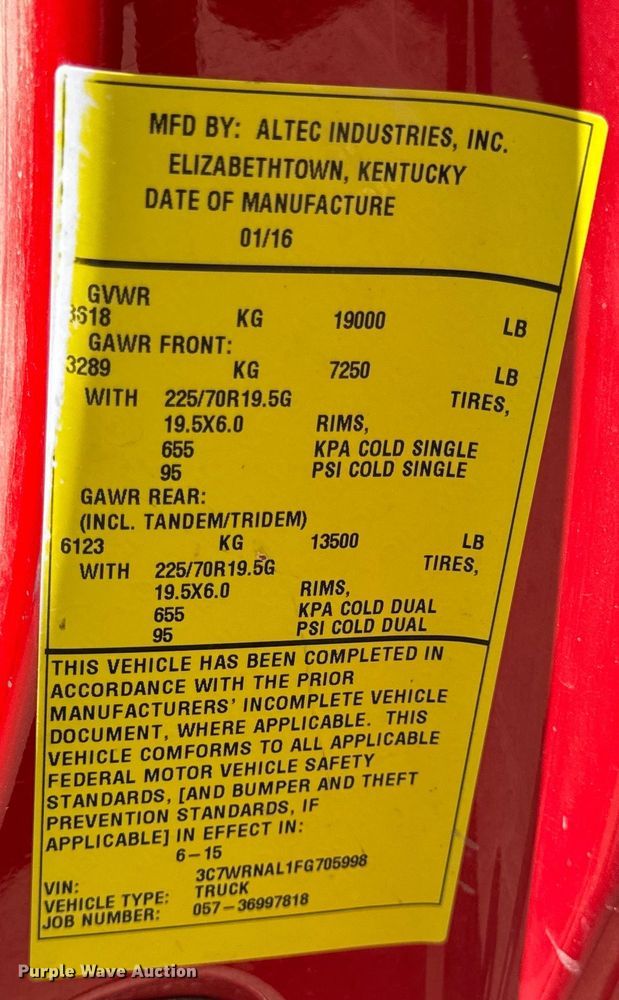 MFD BY: ALTEC INDUSTRIES, INC.
ELIZABETHTOWN, KENTUCKY
DATE OF MANUFACTURE
01/16
GVWR
8618 KG 19000 LB
GAWR FRONT:
3289 KG 7250 LB
WITH 225/70R19.5G TIRES,
19.5X6.0 RIMS,
655 KPA COLD SINGLE
95 PSI COLD SINGLE
GAWR REAR:
(INCL. TANDEM/TRIDEM)
6123 KG 13500 LB
WITH 225/70R19.5G TIRES,
19.5X6.0 RIMS,
655 KPA COLD DUAL
95 PSI COLD DUAL
THIS VEHICLE HAS BEEN COMPLETED IN
ACCORDANCE WITH THE PRIOR
MANUFACTURERS' INCOMPLETE VEHICLE
DOCUMENT, WHERE APPLICABLE. THIS
VEHICLE COMFORMS TO ALL APPLICABLE
FEDERAL MOTOR VEHICLE SAFETY
STANDARDS, [AND BUMPER AND THEFT
PREVENTION STANDARDS, IF
APPLICABLE] IN EFFECT IN:
6-15
VIN: 3C7WRNAL1FG705998
VEHICLE TYPE: TRUCK
JOB NUMBER: 057-36997818
Purple Wave Auction